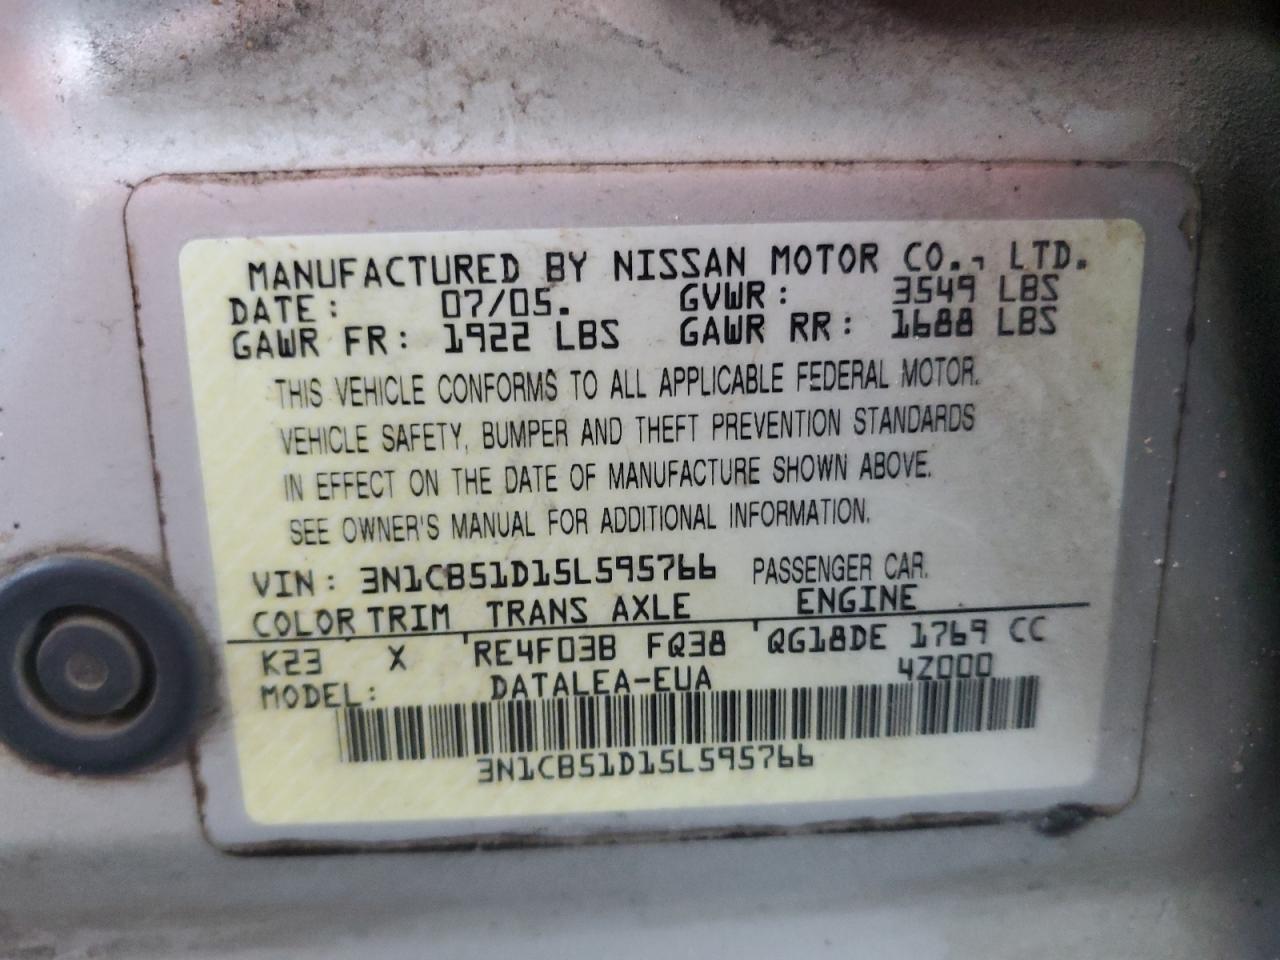 MANUFACTURED BY NISSAN MOTOR CO., LTD.
DATE: 07/05. GVWR: 3549 LBS
GAWR FR: 1922 LBS GAWR RR: 1688 LBS
THIS VEHICLE CONFORMS TO ALL APPLICABLE FEDERAL MOTOR.
VEHICLE SAFETY, BUMPER AND THEFT PREVENTION STANDARDS
IN EFFECT ON THE DATE OF MANUFACTURE SHOWN ABOVE.
SEE OWNER'S MANUAL FOR ADDITIONAL INFORMATION.
VIN: 3N1CB51D15L595766 PASSENGER CAR.
COLOR TRIM TRANS AXLE ENGINE
K23 X RE4F03B FQ38 QG18DE 1769 CC
MODEL: DATALEA-EUA 4Z000
3N1CB51D15L595766